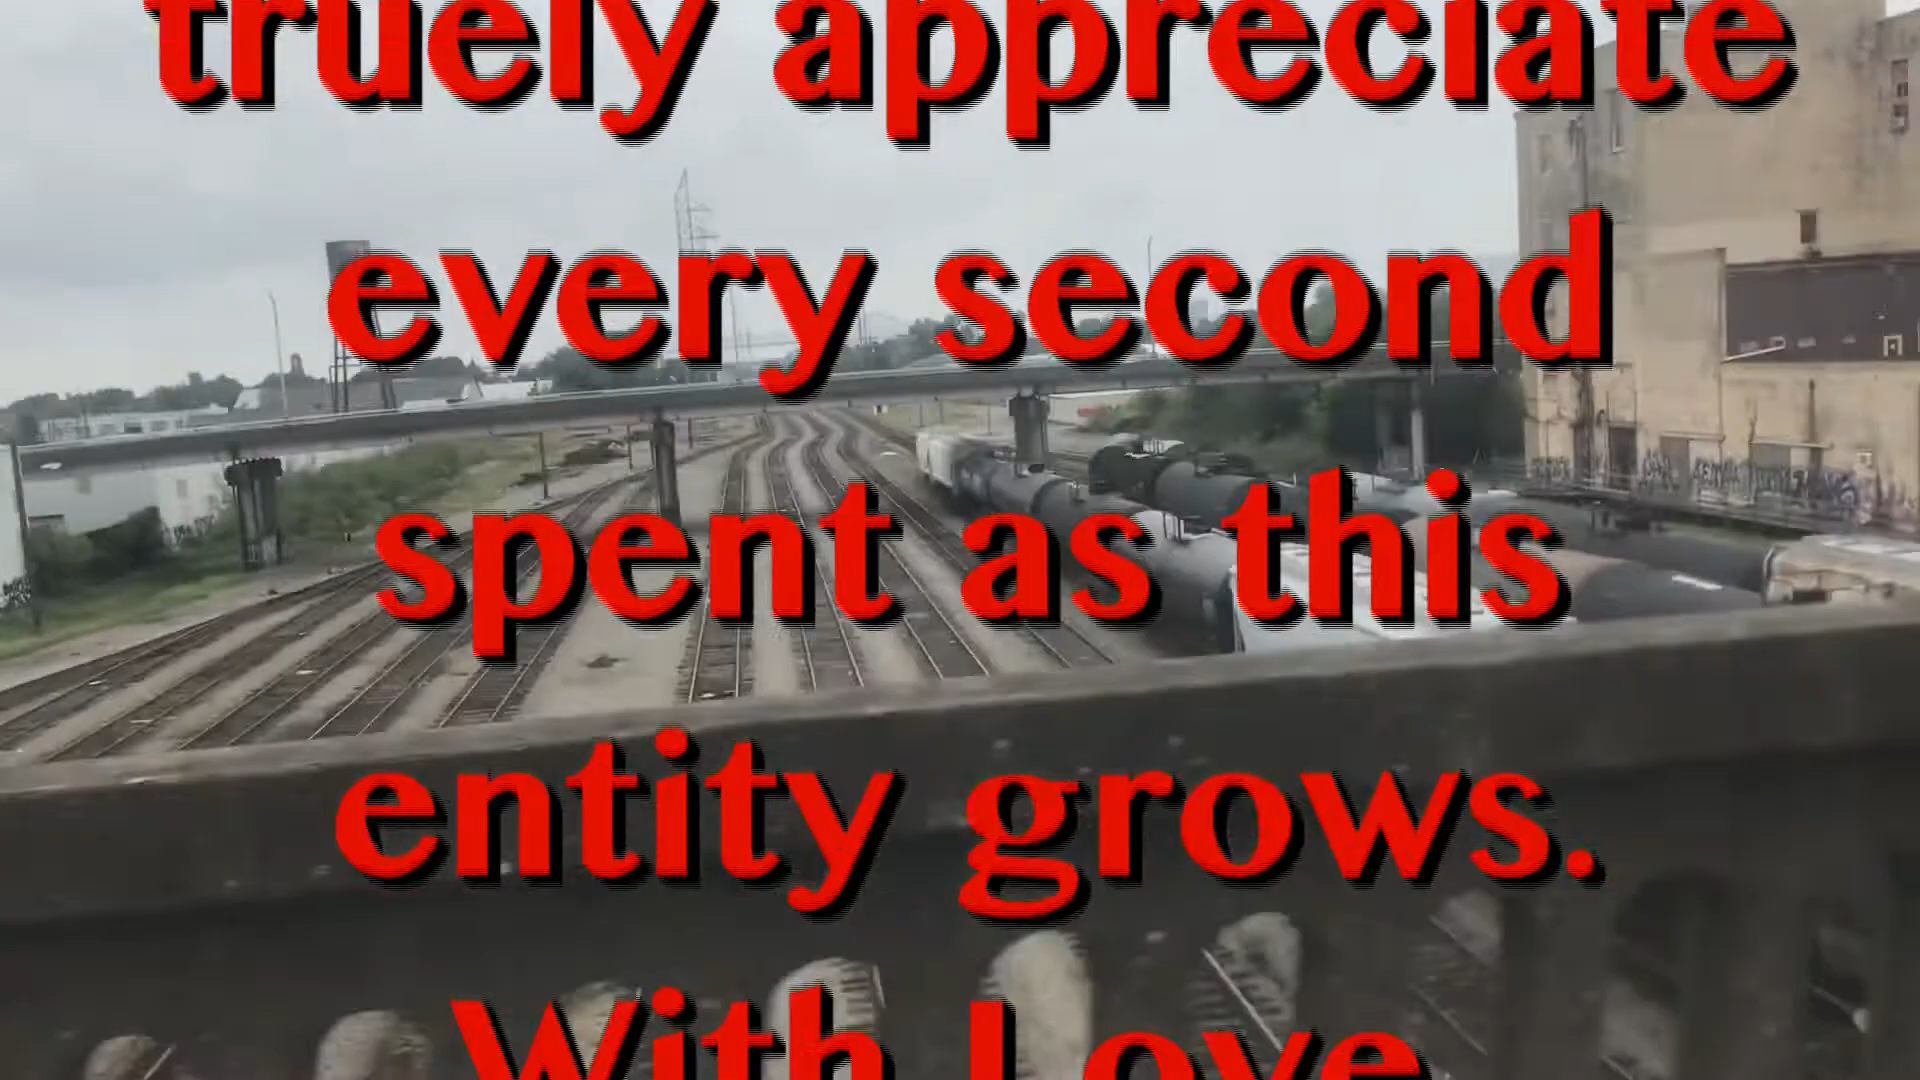 truely appreciate
every second
spent as this
entity grows.
With Love